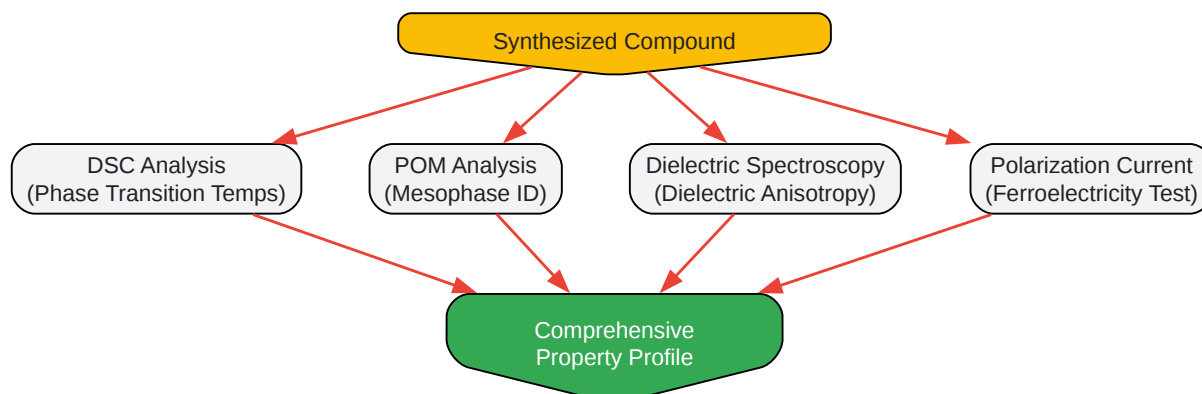 Synthesized Compound
DSC Analysis
(Phase Transition Temps)
POM Analysis
(Mesophase ID)
Dielectric Spectroscopy
(Dielectric Anisotropy)
Polarization Current
(Ferroelectricity Test)
Comprehensive
Property Profile